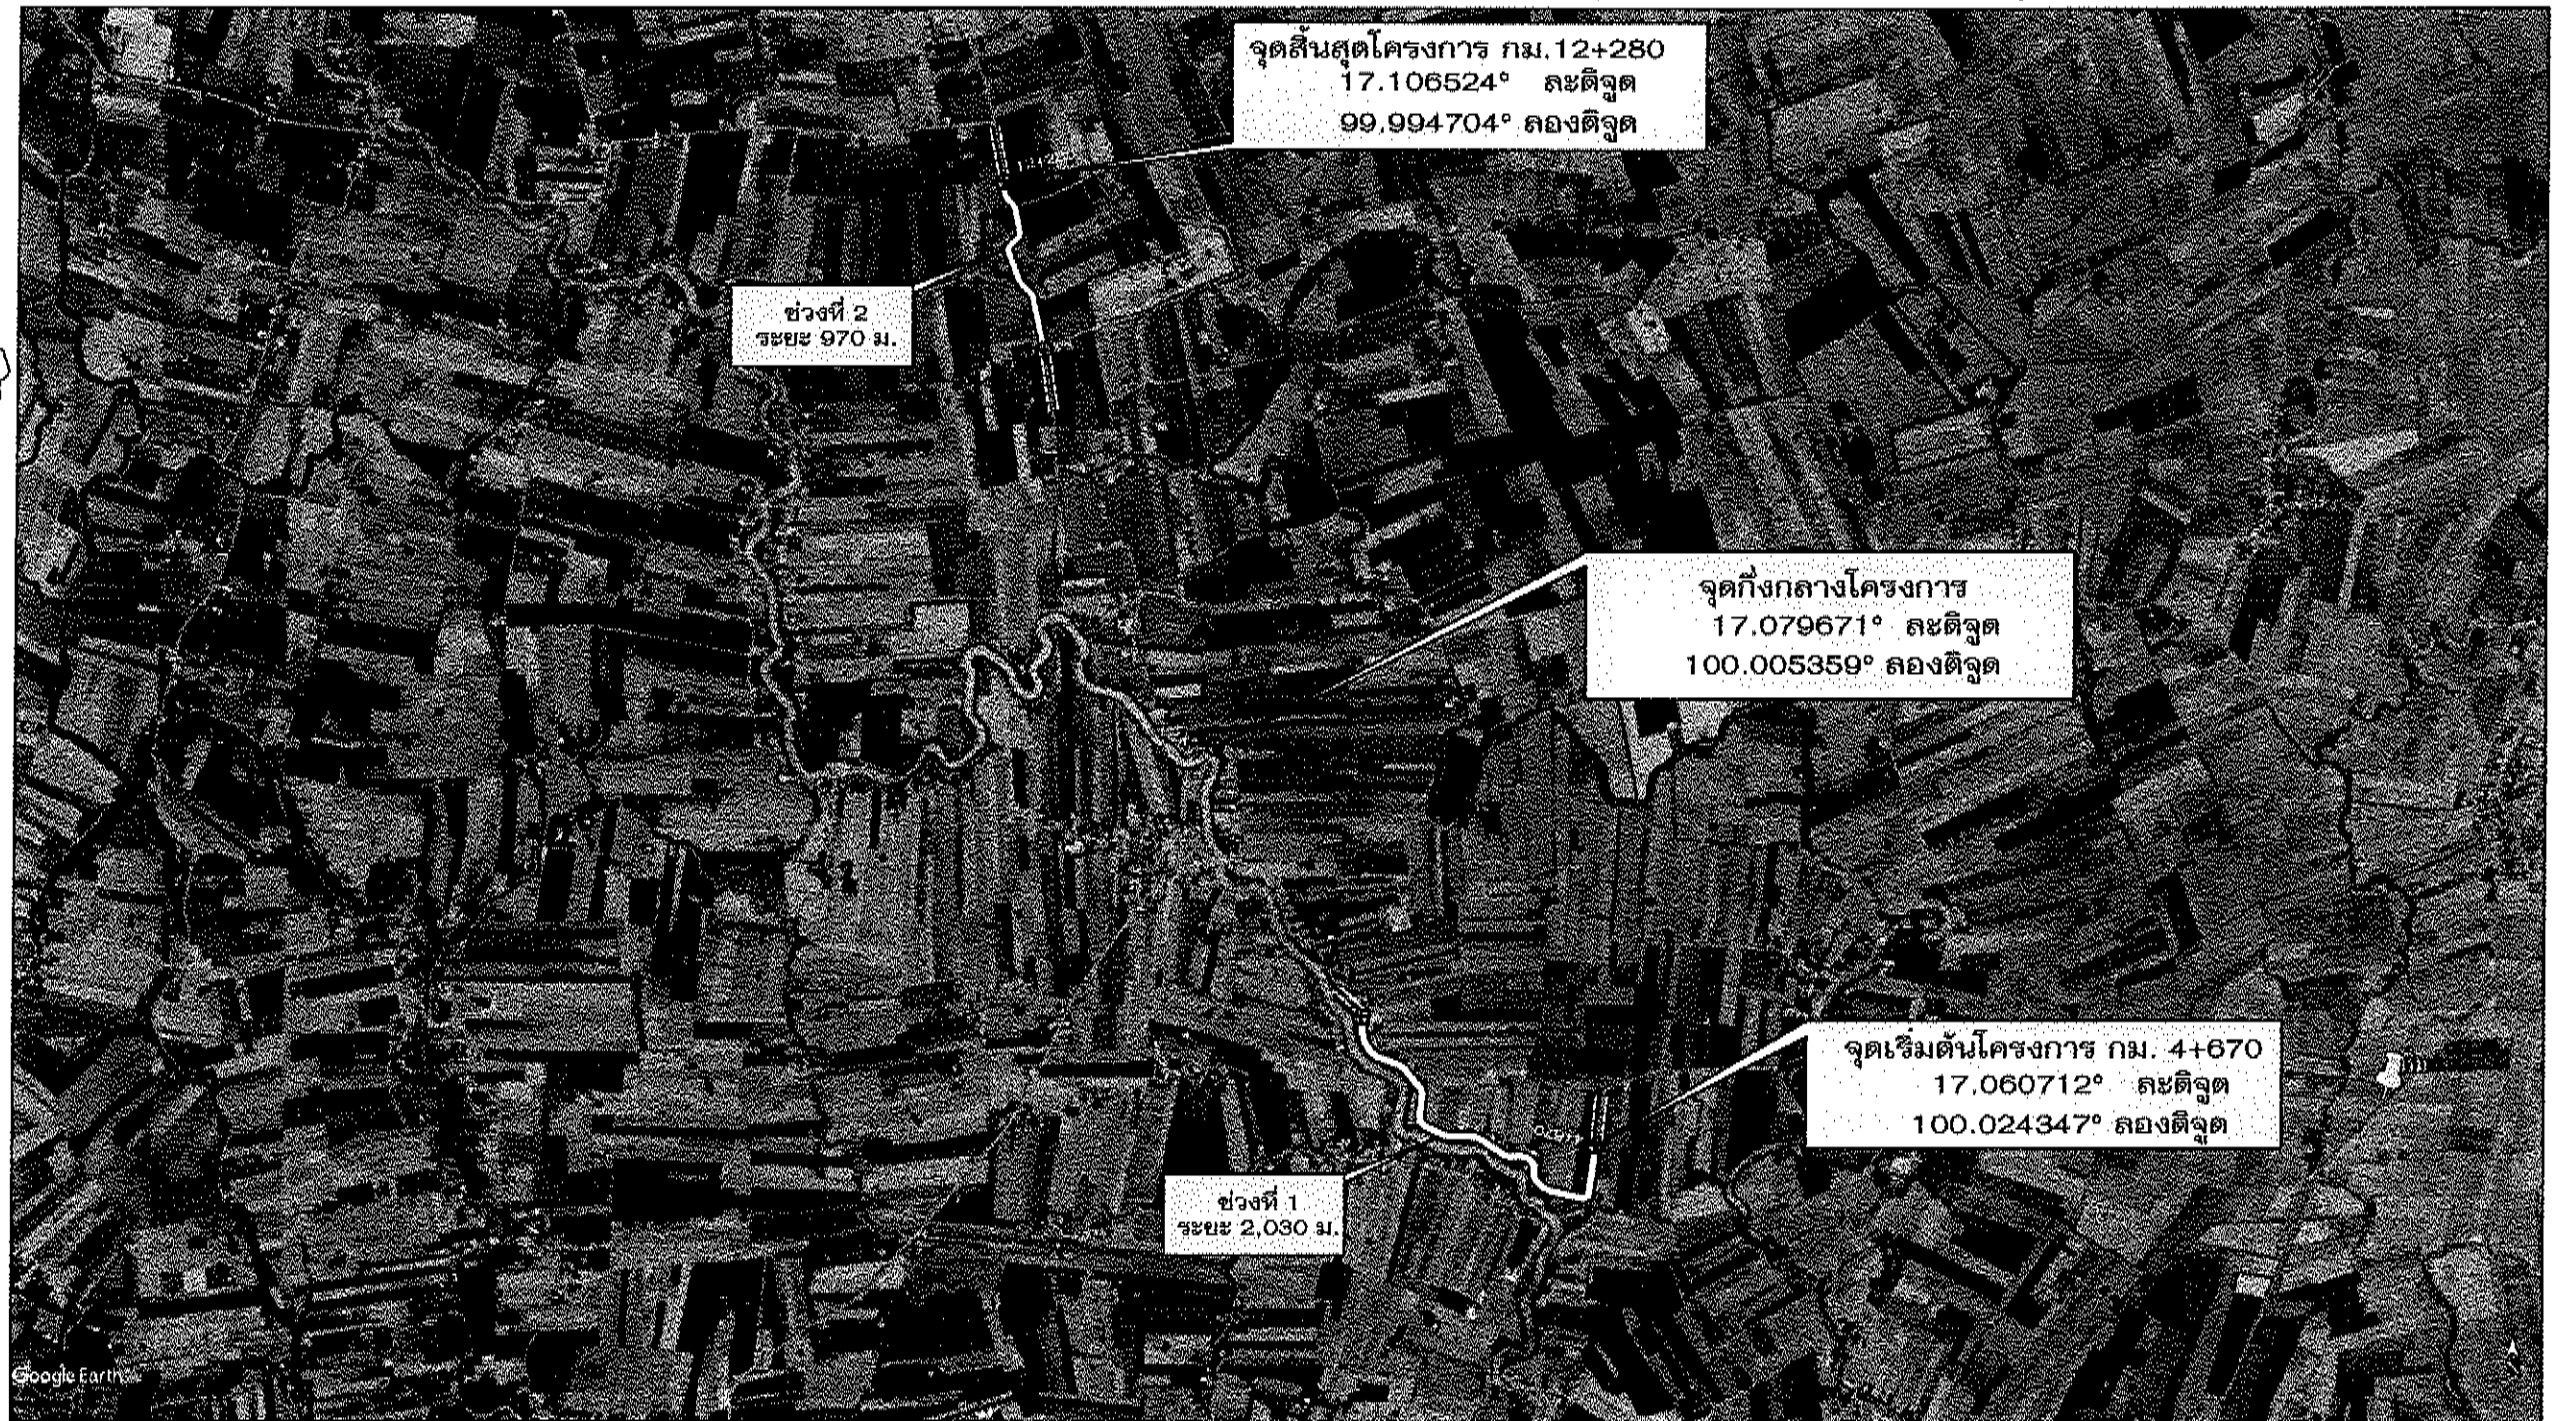 จุดสิ้นสุดโครงการ กม.12+280
17.106524° ละติจูด
99.994704° ลองติจูด
ช่วงที่ 2
ระยะ 970 ม.
จุดกึ่งกลางโครงการ
17.079671° ละติจูด
100.005359° ลองติจูด
จุดเริ่มต้นโครงการ กม. 4+670
17.060712° ละติจูด
100.024347° ลองติจูด
ช่วงที่ 1
ระยะ 2,030 ม.
Google Earth